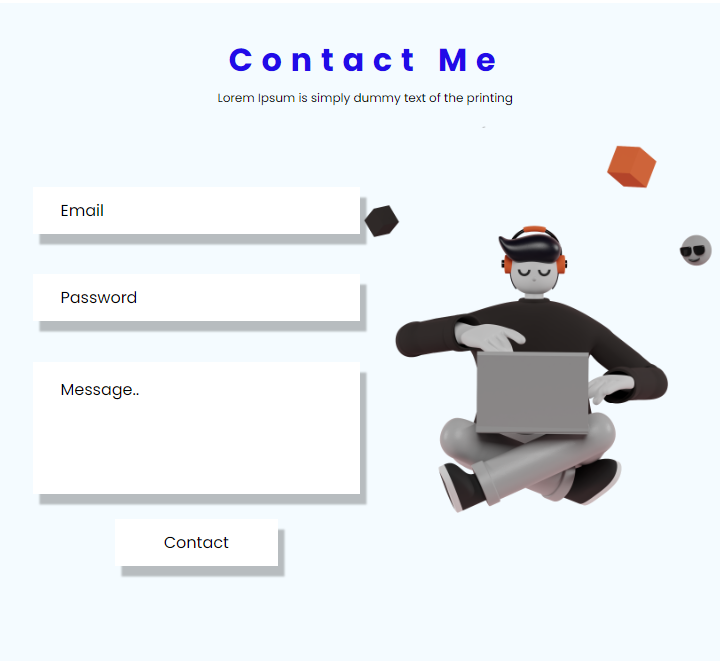 Contact Me
Lorem Ipsum is simply dummy text of the printing
Email
Password
Message..
Contact